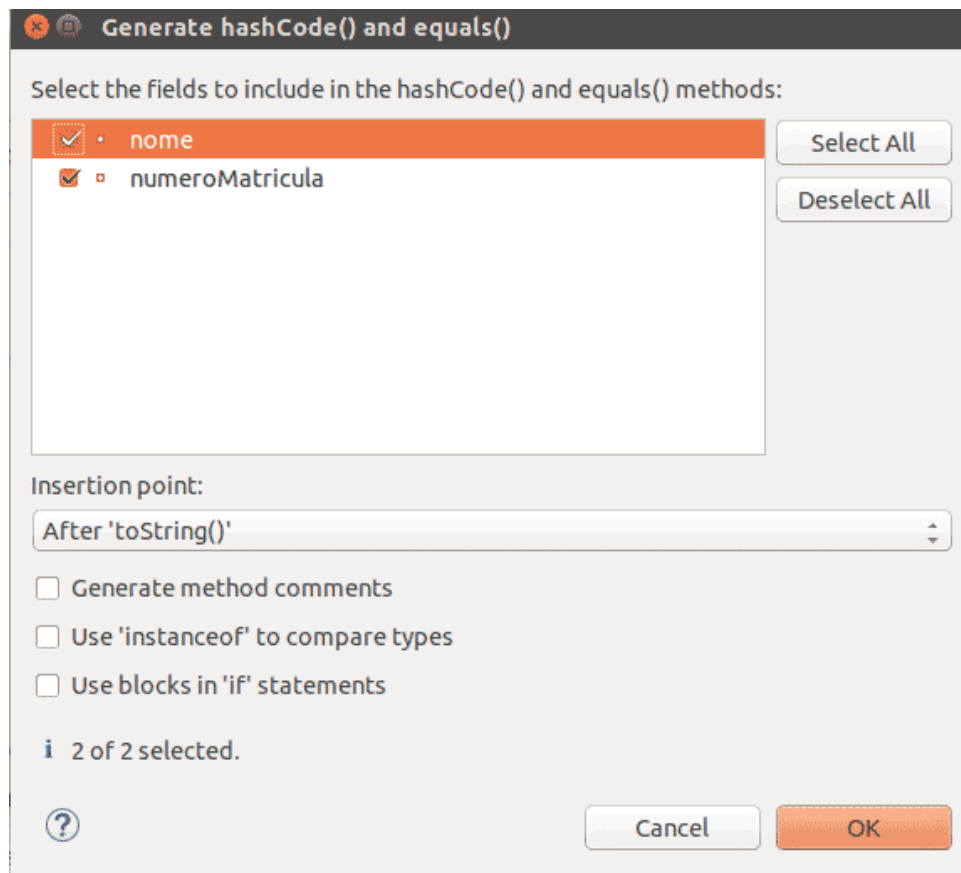 Generate hashCode() and equals()
Select the fields to include in the hashCode() and equals() methods:
nome
numeroMatricula
Select All
Deselect All
Insertion point:
After 'toString()'
Generate method comments
Use 'instanceof' to compare types
Use blocks in 'if' statements
i 2 of 2 selected.
?
Cancel
OK